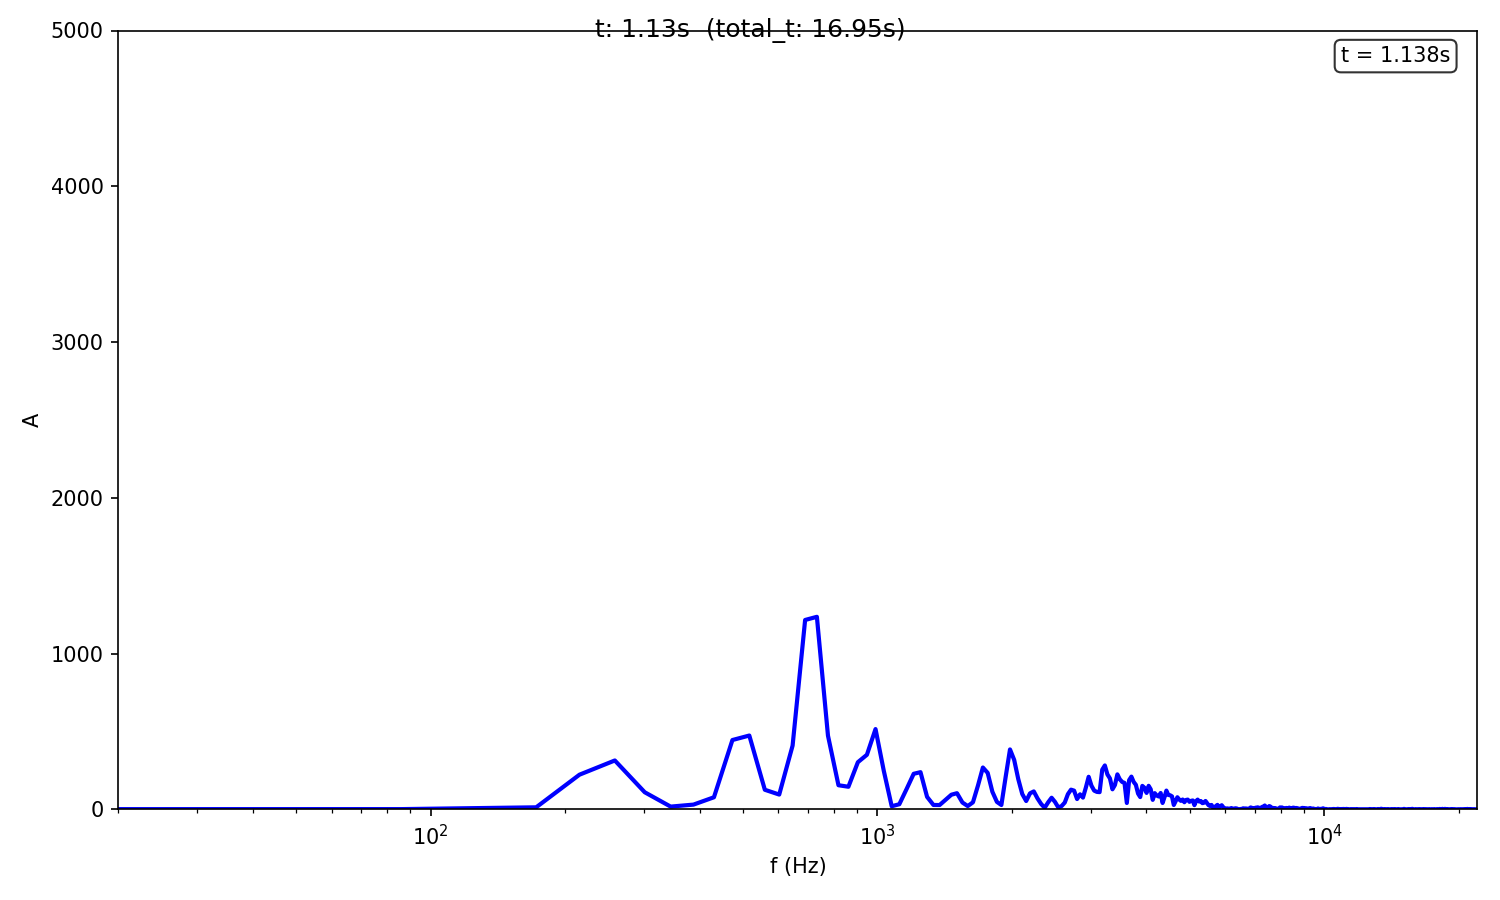 t: 1.13s  (total_t: 16.95s)
t = 1.138s
5000
4000
3000
2000
1000
0
A
10²
10³
10⁴
f (Hz)